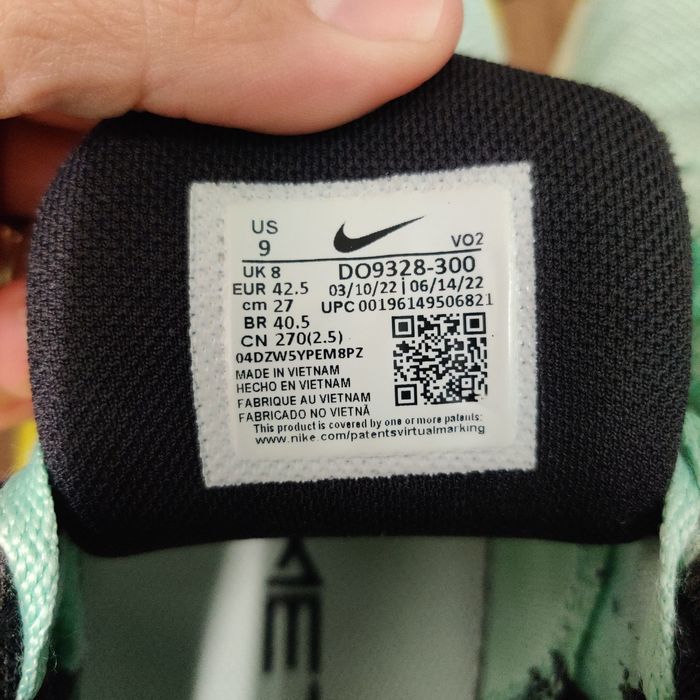 US
9
VO2
UK 8
DO9328-300
EUR 42.5
03/10/22 | 06/14/22
cm 27
UPC 00196149506821
BR 40.5
CN 270(2.5)
04DZW5YPEM8PZ
MADE IN VIETNAM
HECHO EN VIETNAM
FABRIQUE AU VIETNAM
FABRICADO NO VIETNÃ
This product is covered by one or more patents:
www.nike.com/patentsvirtualmarking